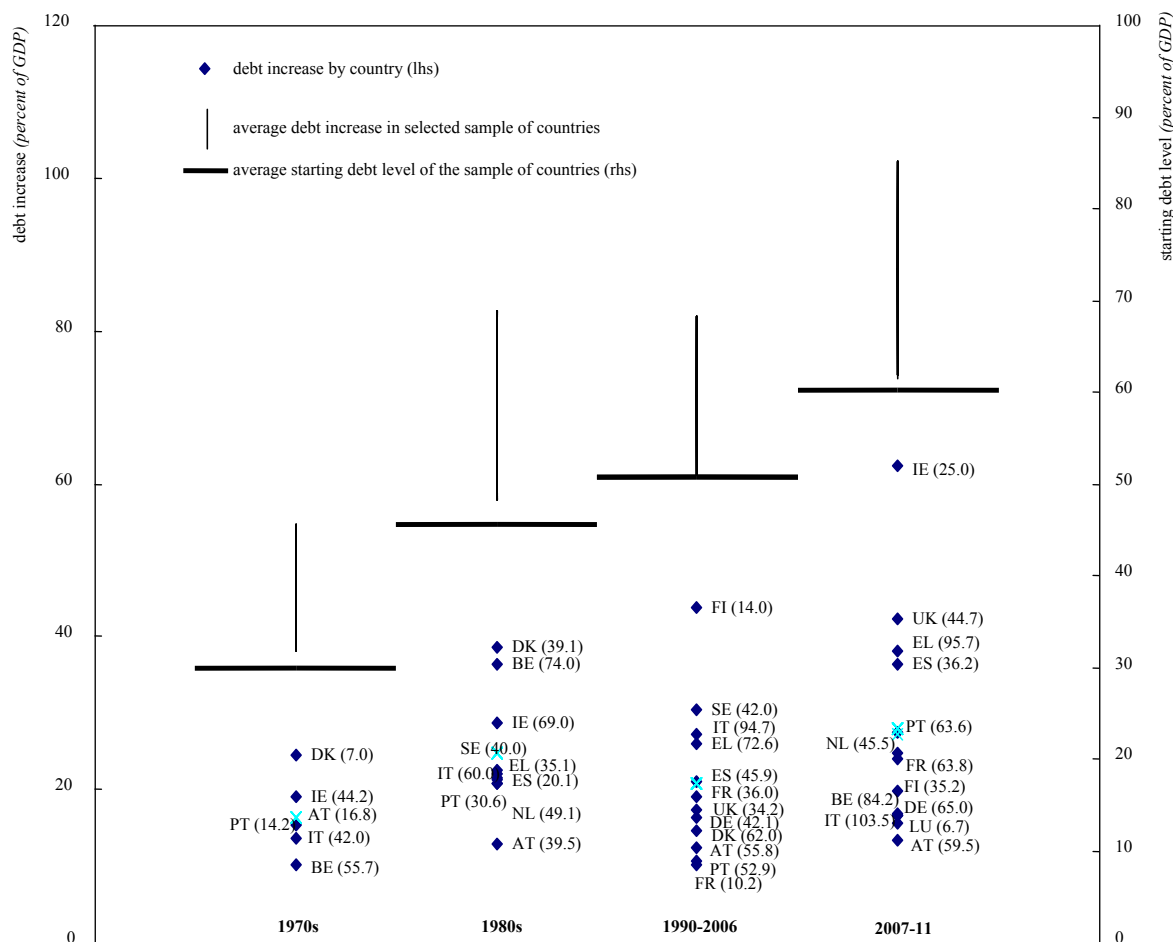 debt increase (percent of GDP)
starting debt level (percent of GDP)
120
100
80
60
40
20
0
100
90
80
70
60
50
40
30
20
10
0
debt increase by country (lhs)
average debt increase in selected sample of countries
average starting debt level of the sample of countries (rhs)
DK (7.0)
IE (44.2)
AT (16.8)
PT (14.2)
IT (42.0)
BE (55.7)
DK (39.1)
BE (74.0)
IE (69.0)
SE (40.0)
EL (35.1)
IT (60.0)
ES (20.1)
PT (30.6)
NL (49.1)
AT (39.5)
FI (14.0)
SE (42.0)
IT (94.7)
EL (72.6)
ES (45.9)
FR (36.0)
UK (34.2)
DE (42.1)
DK (62.0)
AT (55.8)
PT (52.9)
FR (10.2)
IE (25.0)
UK (44.7)
EL (95.7)
ES (36.2)
PT (63.6)
NL (45.5)
FR (63.8)
FI (35.2)
BE (84.2)
DE (65.0)
IT (103.5)
LU (6.7)
AT (59.5)
1970s
1980s
1990-2006
2007-11